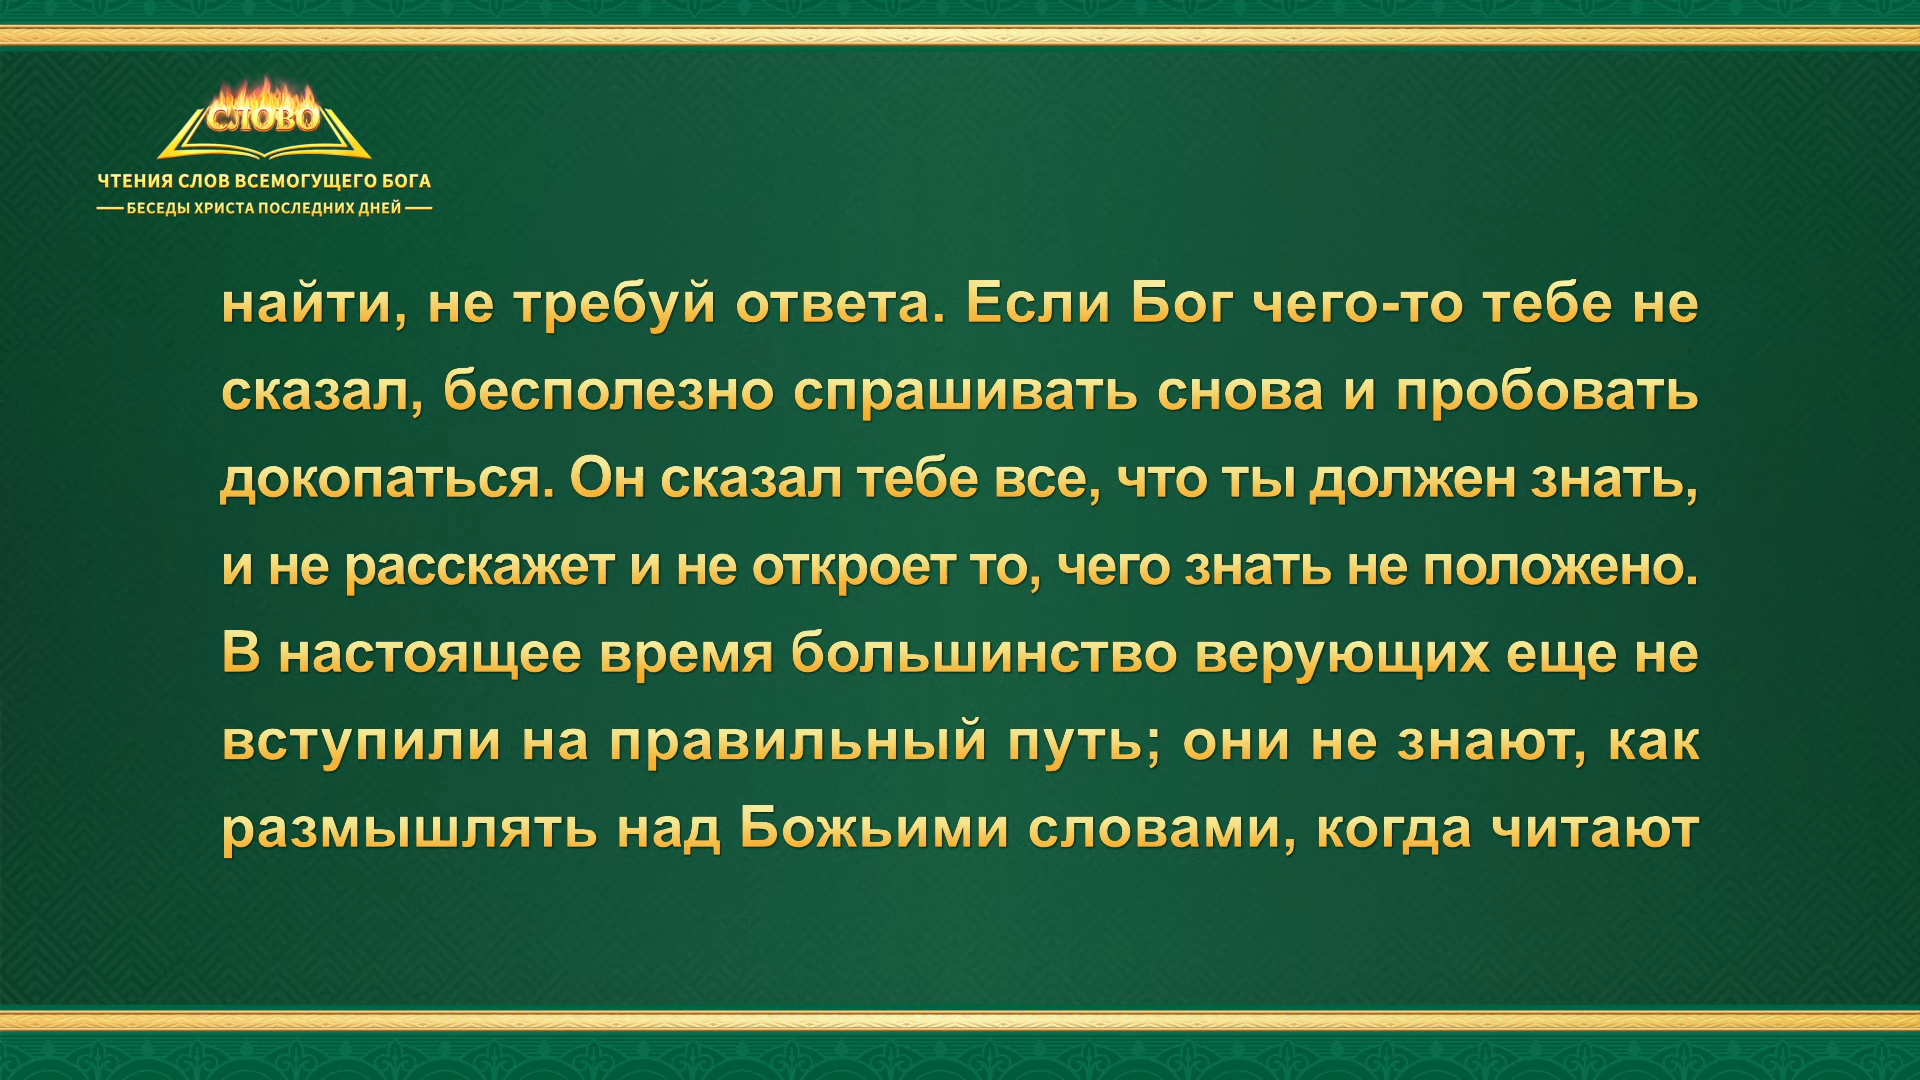 СЛОВО
ЧТЕНИЯ СЛОВ ВСЕМОГУЩЕГО БОГА
БЕСЕДЫ ХРИСТА ПОСЛЕДНИХ ДНЕЙ
найти, не требуй ответа. Если Бог чего-то тебе не
сказал, бесполезно спрашивать снова и пробовать
докопаться. Он сказал тебе все, что ты должен знать,
и не расскажет и не откроет то, чего знать не положено.
В настоящее время большинство верующих еще не
вступили на правильный путь; они не знают, как
размышлять над Божьими словами, когда читают